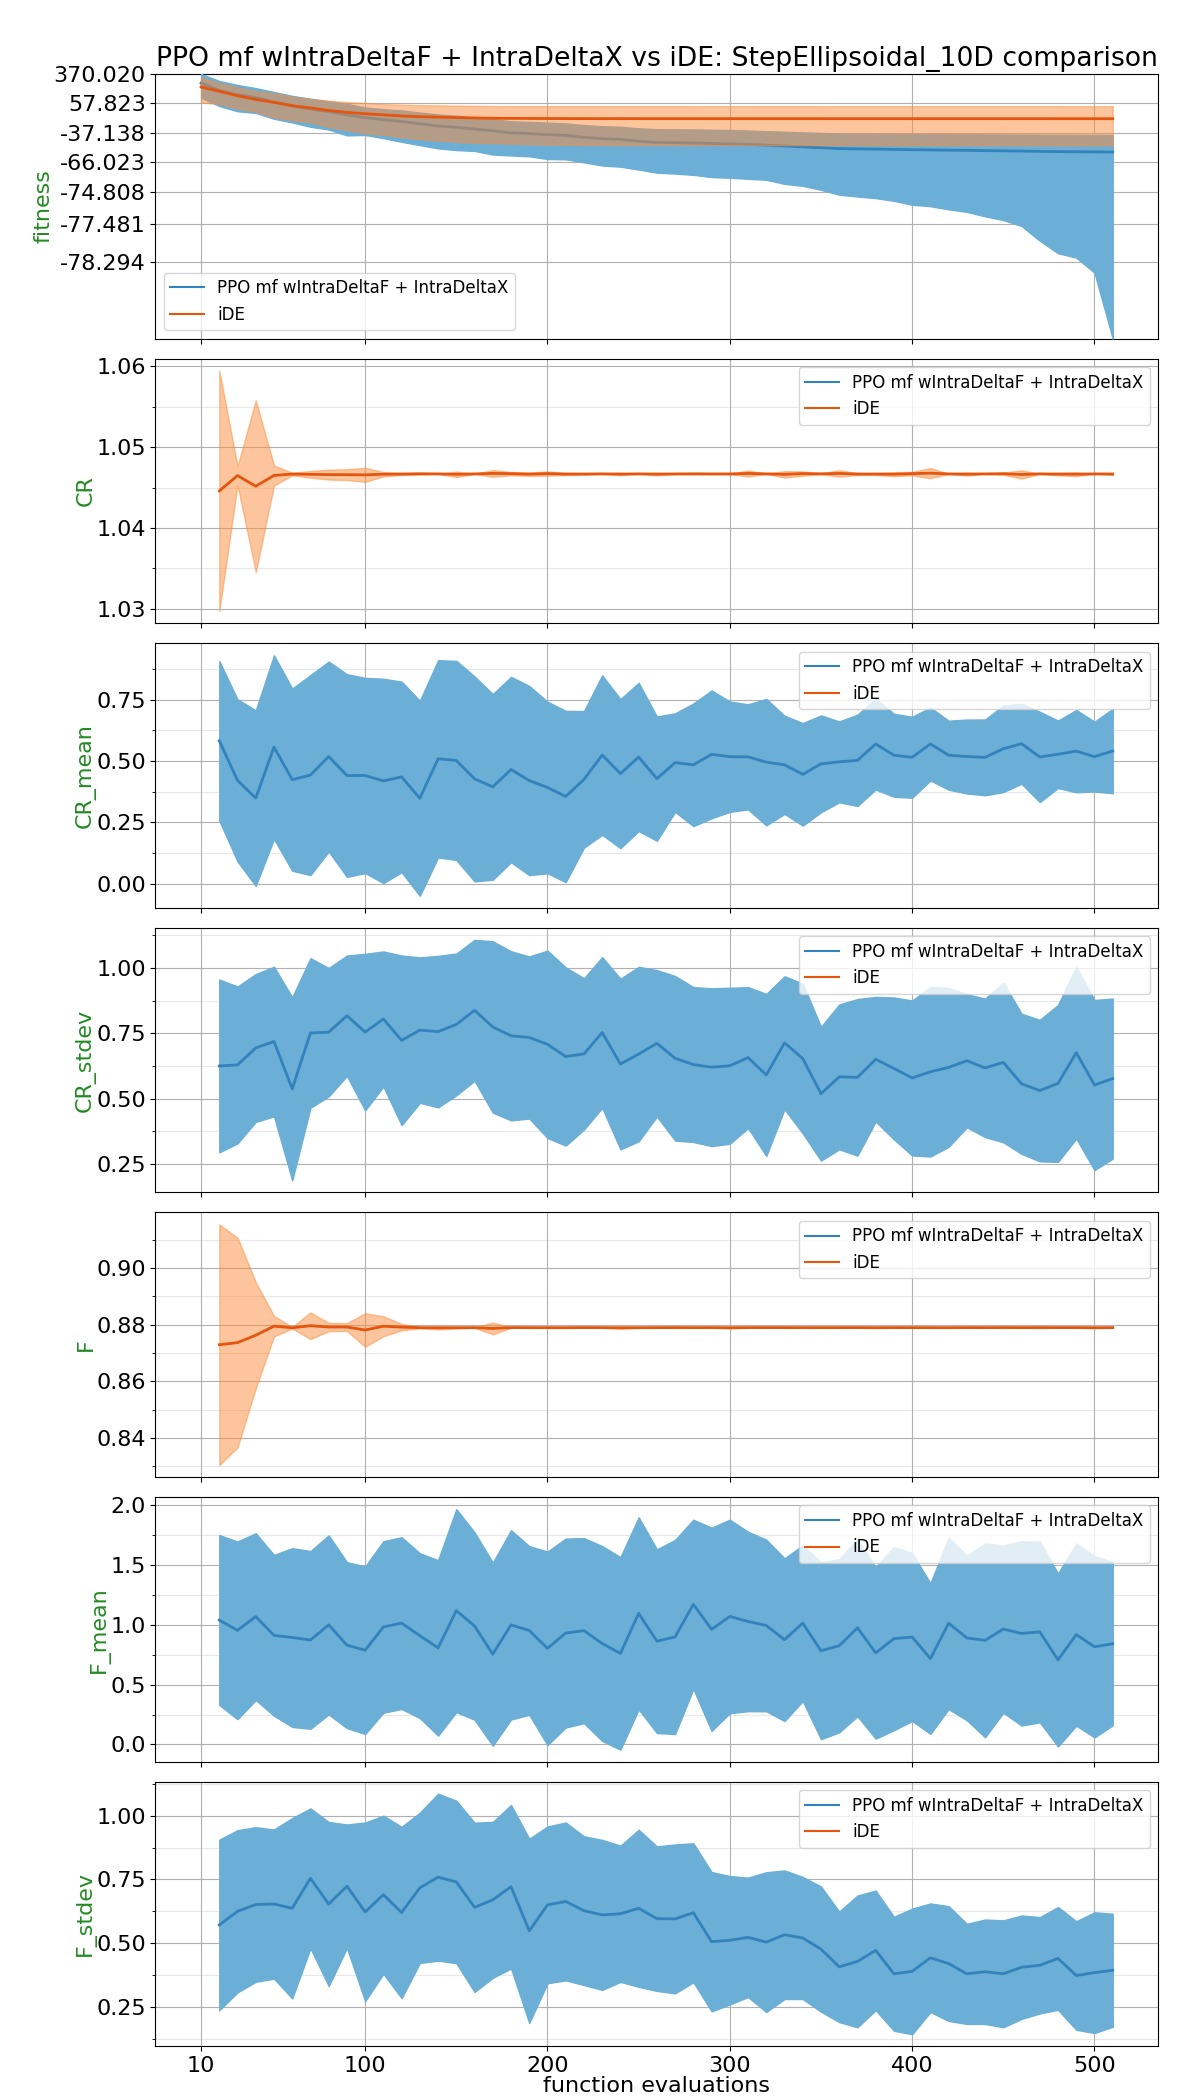 PPO mf wIntraDeltaF + IntraDeltaX vs iDE: StepEllipsoidal_10D comparison
370.020
57.823
-37.138
-66.023
-74.808
-77.481
-78.294
fitness
PPO mf wIntraDeltaF + IntraDeltaX
iDE
1.06
1.05
1.04
1.03
CR
PPO mf wIntraDeltaF + IntraDeltaX
iDE
0.75
0.50
0.25
0.00
CR_mean
PPO mf wIntraDeltaF + IntraDeltaX
iDE
1.00
0.75
0.50
0.25
CR_stdev
PPO mf wIntraDeltaF + IntraDeltaX
iDE
0.90
0.88
0.86
0.84
F
PPO mf wIntraDeltaF + IntraDeltaX
iDE
2.0
1.5
1.0
0.5
0.0
F_mean
PPO mf wIntraDeltaF + IntraDeltaX
iDE
1.00
0.75
0.50
0.25
F_stdev
PPO mf wIntraDeltaF + IntraDeltaX
iDE
10 100 200 300 400 500
function evaluations